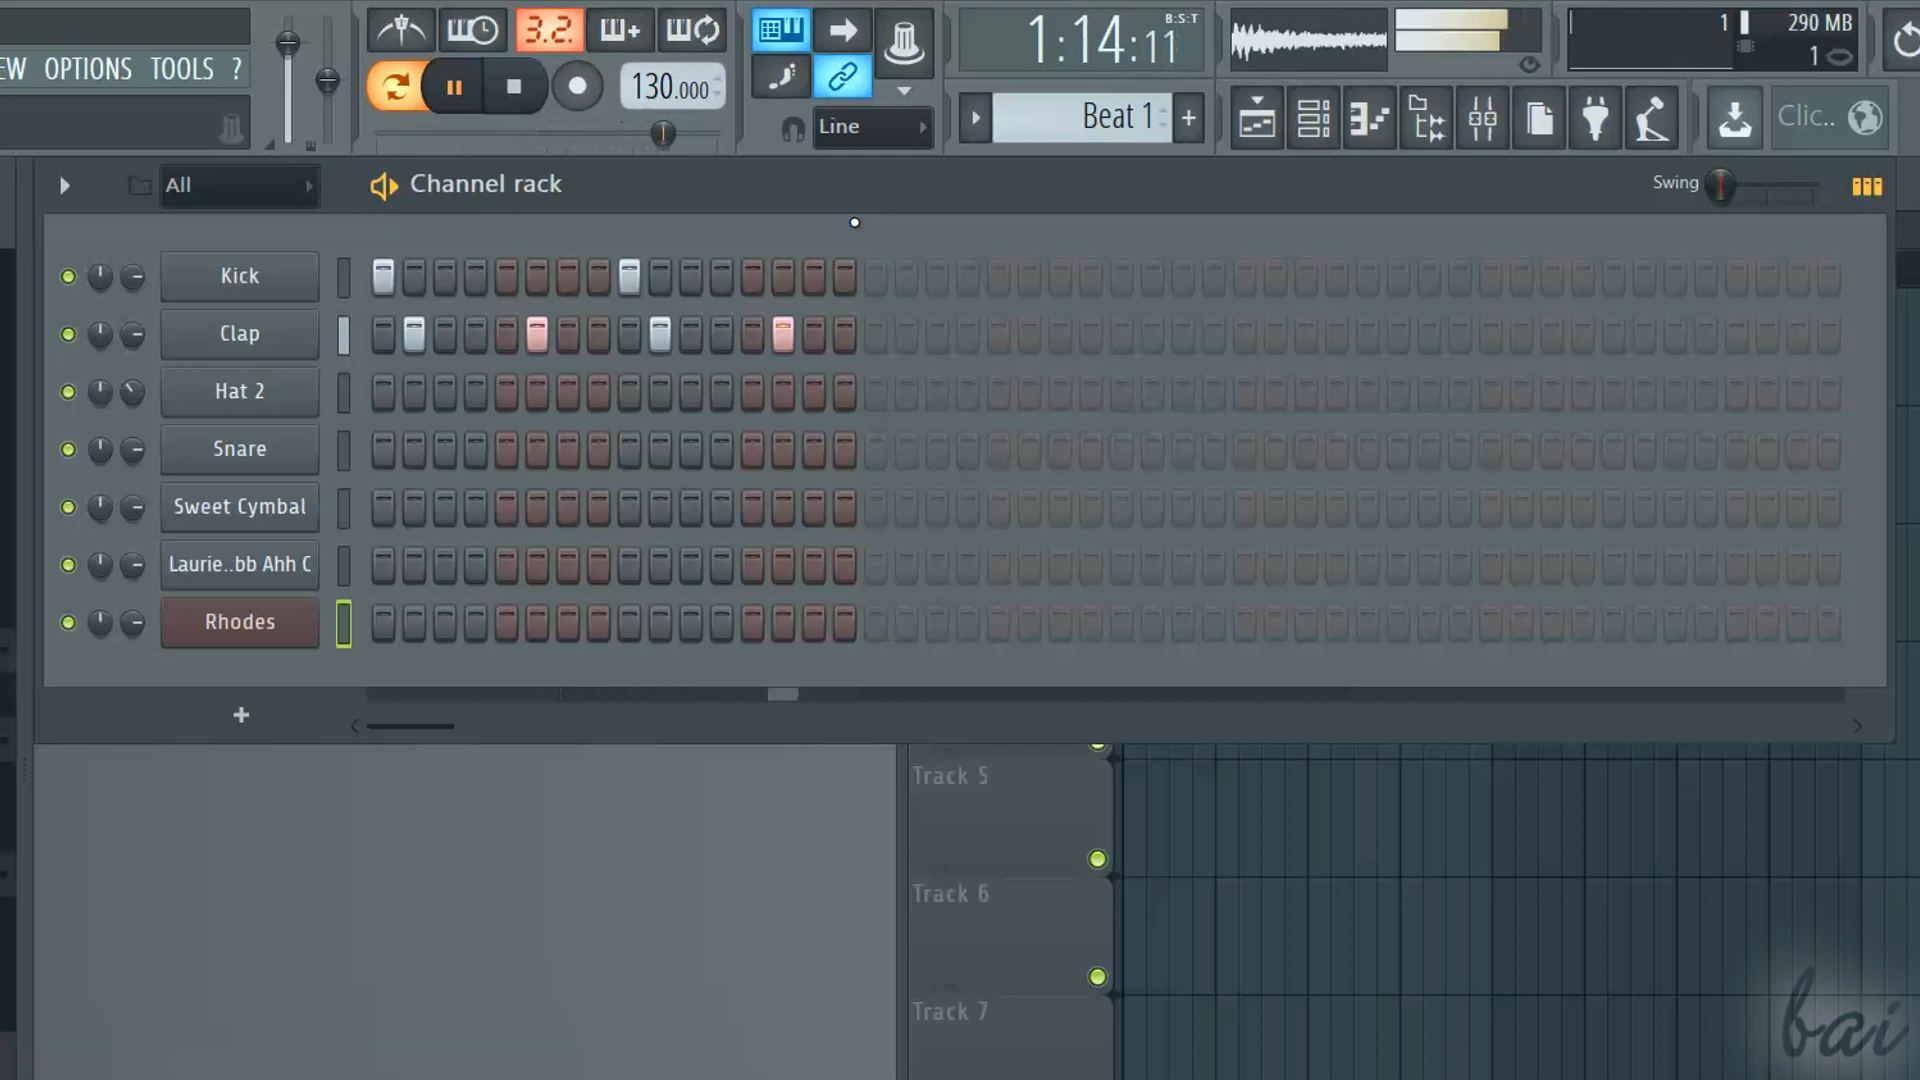 EW OPTIONS TOOLS ?
3.2.
130.000
Line
1:14:11
B:S:T
Beat 1
1
290 MB
1
Clic..
All
Channel rack
Swing
Kick
Clap
Hat 2
Snare
Sweet Cymbal
Laurie..bb Ahh C
Rhodes
Track 5
Track 6
Track 7
bai